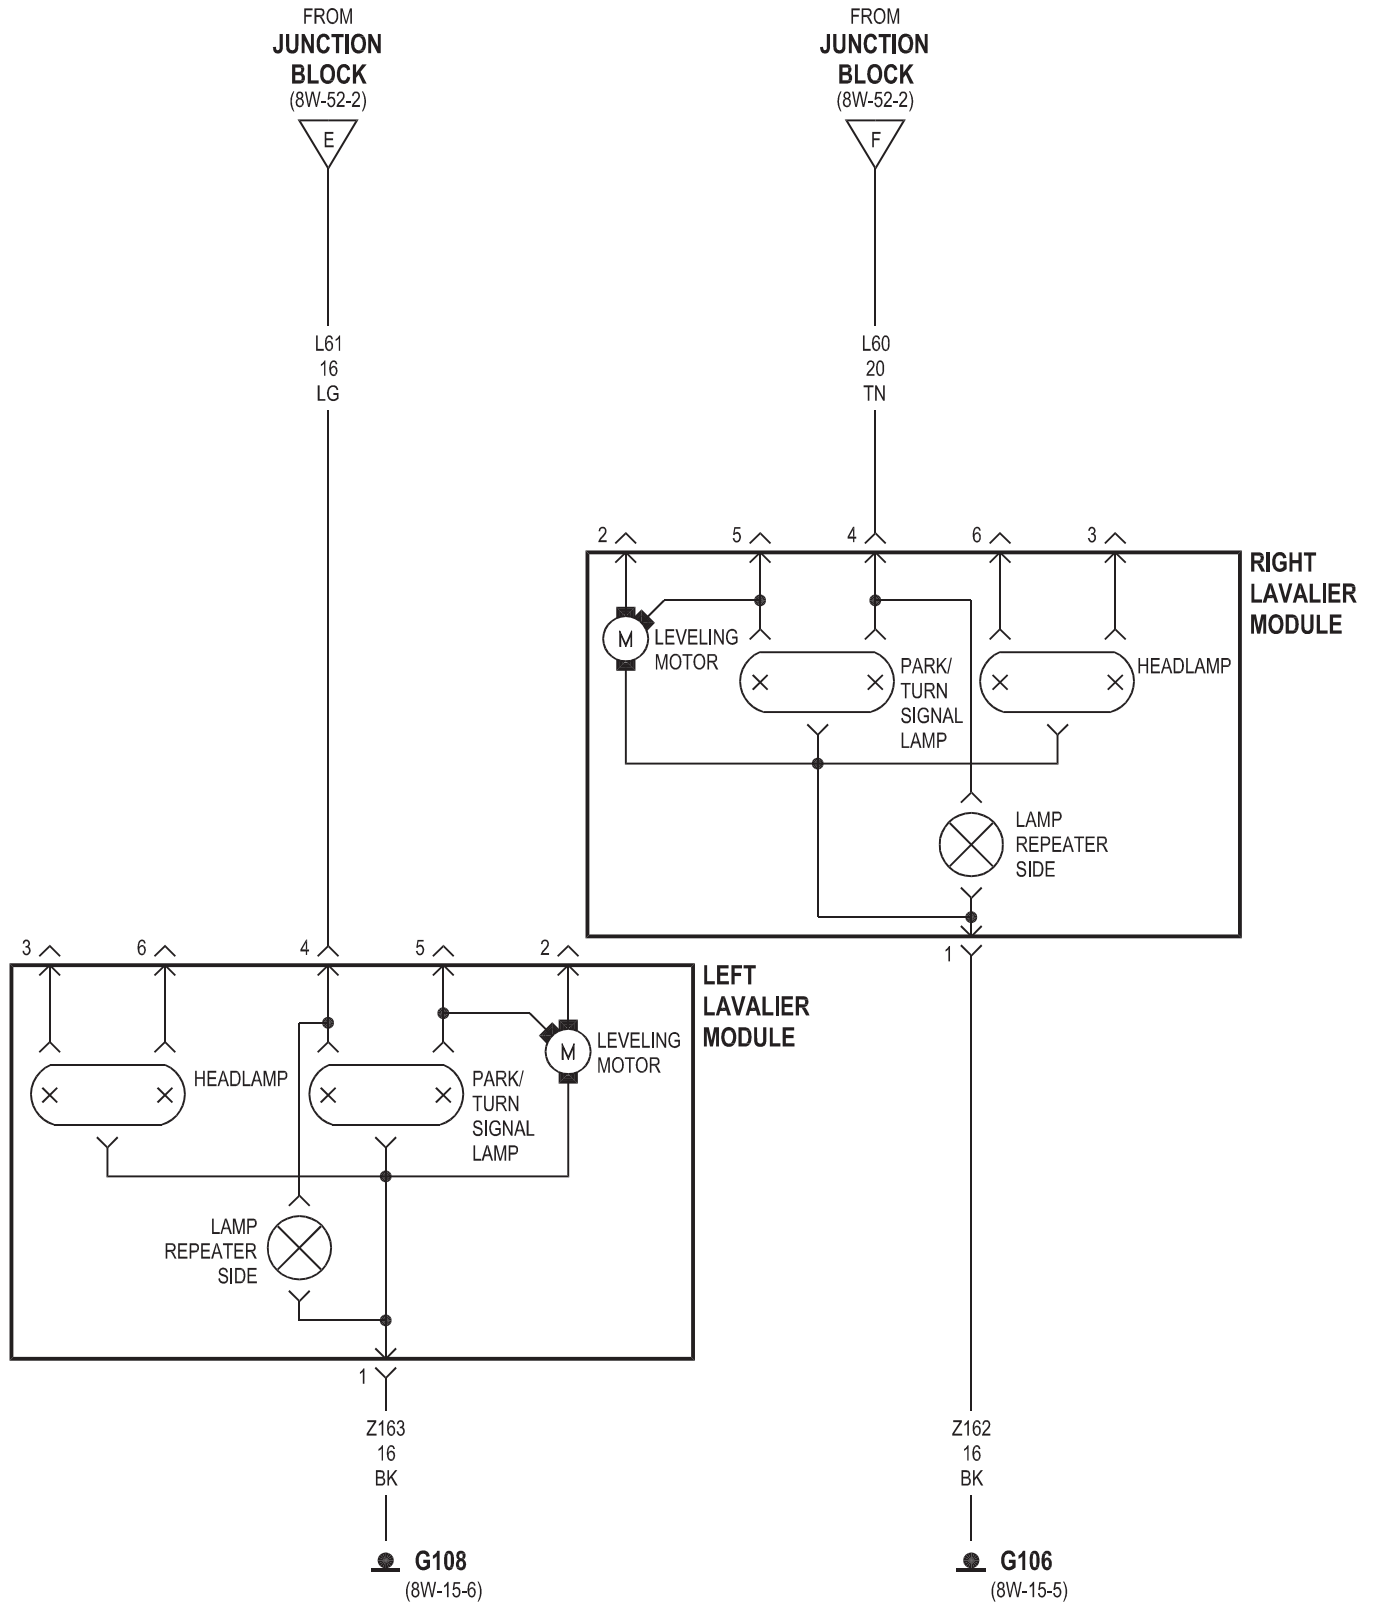 FROM
JUNCTION
BLOCK
(8W-52-2)
E
FROM
JUNCTION
BLOCK
(8W-52-2)
F
L61
16
LG
L60
20
TN
2
5
4
6
3
RIGHT
LAVALIER
MODULE
M
LEVELING
MOTOR
PARK/
TURN
SIGNAL
LAMP
HEADLAMP
LAMP
REPEATER
SIDE
1
3
6
4
5
2
LEFT
LAVALIER
MODULE
HEADLAMP
PARK/
TURN
SIGNAL
LAMP
M
LEVELING
MOTOR
LAMP
REPEATER
SIDE
1
Z163
16
BK
Z162
16
BK
G108
(8W-15-6)
G106
(8W-15-5)